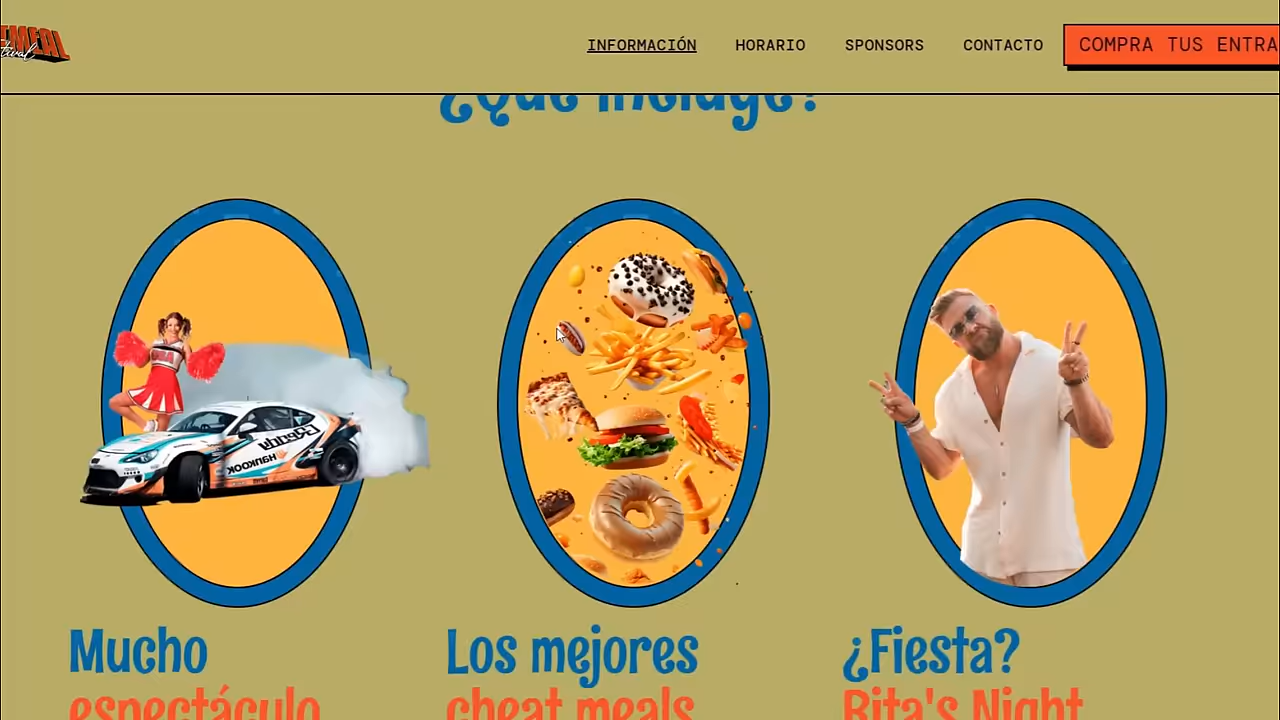 INFORMACIÓN HORARIO SPONSORS CONTACTO COMPRA TUS ENTRA
¿Qué incluye?
Mucho
espectáculo
Los mejores
cheat meals
¿Fiesta?
Rita's Night